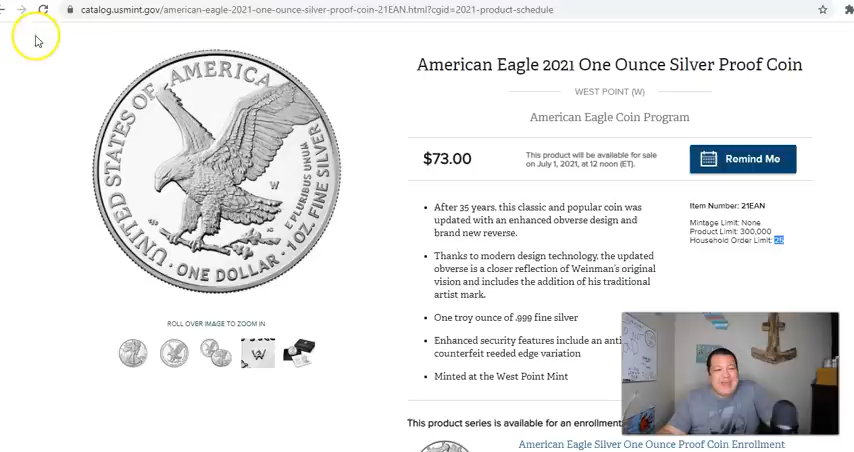 catalog.usmint.gov/american-eagle-2021-one-ounce-silver-proof-coin-21EAN.html?cgid=2021-product-schedule
American Eagle 2021 One Ounce Silver Proof Coin
WEST POINT (W)
American Eagle Coin Program
UNITED STATES OF AMERICA
E PLURIBUS UNUM
W
1 OZ. FINE SILVER · ONE DOLLAR ·
$73.00
This product will be available for sale
on July 1, 2021, at 12 noon (ET).
Remind Me
After 35 years, this classic and popular coin was
updated with an enhanced obverse design and
brand new reverse.
Thanks to modern design technology, the updated
obverse is a closer reflection of Weinman's original
vision and includes the addition of his traditional
artist mark.
One troy ounce of .999 fine silver
Enhanced security features include an anti
counterfeit reeded edge variation
Minted at the West Point Mint
Item Number: 21EAN
Mintage Limit: None
Product Limit: 300,000
Household Order Limit: 25
ROLL OVER IMAGE TO ZOOM IN
W
This product series is available for an enrollment
American Eagle Silver One Ounce Proof Coin Enrollment